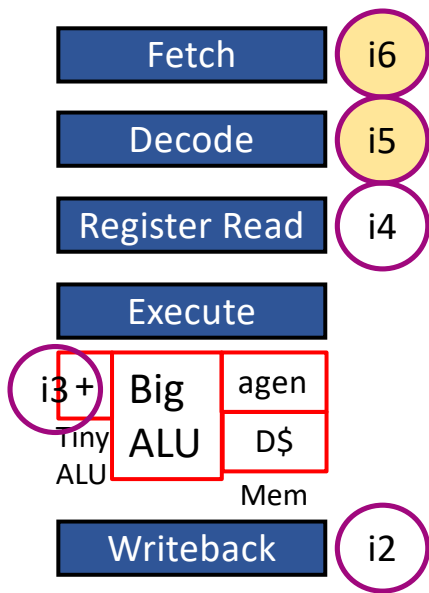 Fetch i6
Decode i5
Register Read i4
Execute
i3 + Big agen
Tiny ALU D$
ALU
Mem
Writeback i2